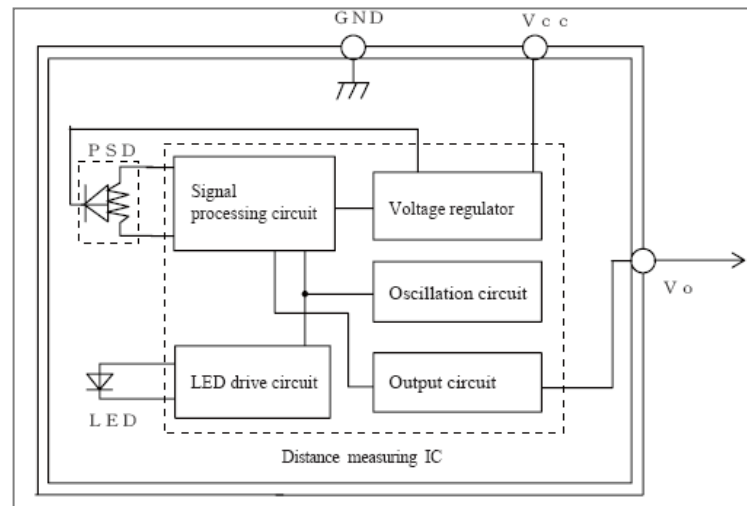 GND
Vcc
PSD
Signal
processing circuit
Voltage regulator
Oscillation circuit
Vo
LED drive circuit
Output circuit
LED
Distance measuring IC